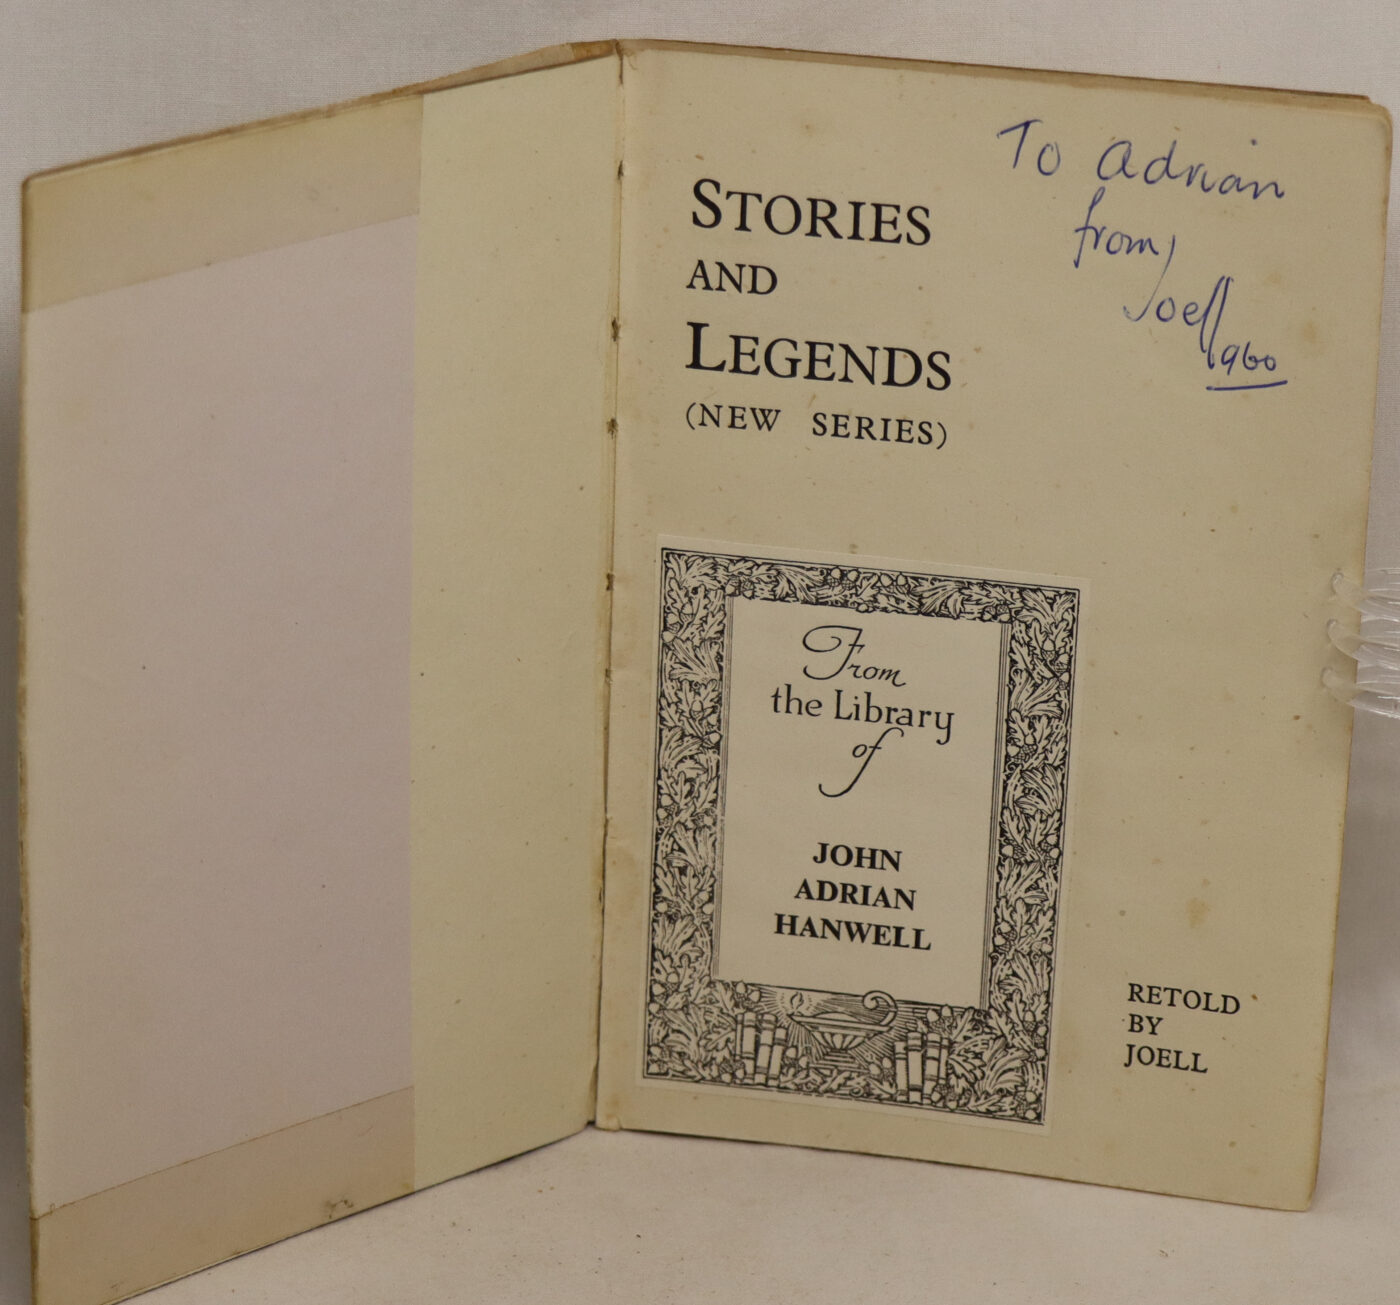 To Adrian
from,
Joell
1960
STORIES
AND
LEGENDS
(NEW SERIES)
From
the Library
of
JOHN
ADRIAN
HANWELL
RETOLD
BY
JOELL